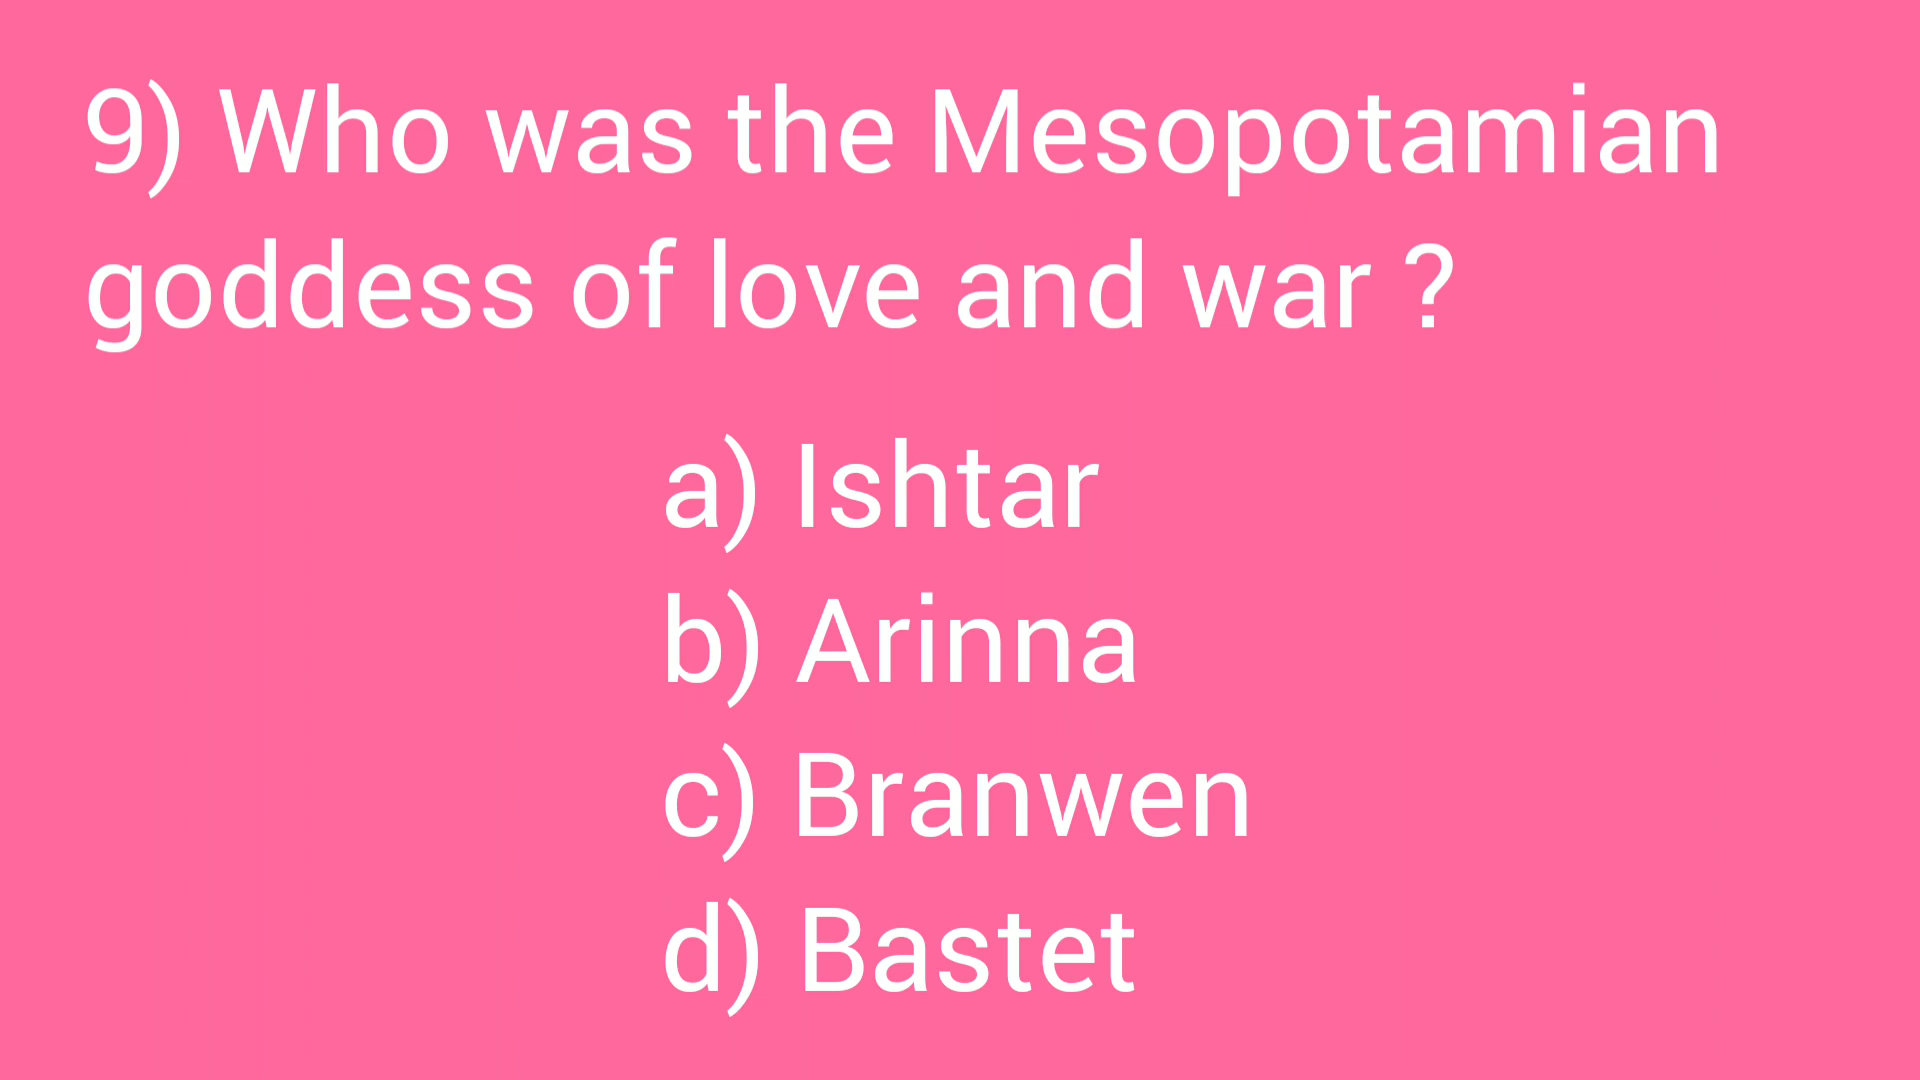 9) Who was the Mesopotamian
goddess of love and war ?
a) Ishtar
b) Arinna
c) Branwen
d) Bastet